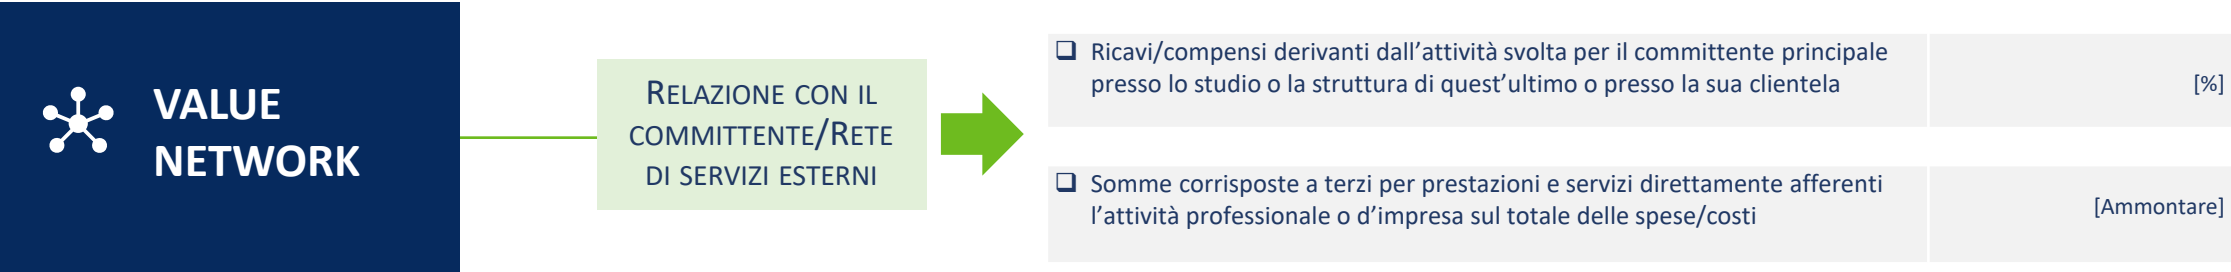 VALUE
NETWORK
RELAZIONE CON IL
COMMITTENTE/RETE
DI SERVIZI ESTERNI
❑ Ricavi/compensi derivanti dall’attività svolta per il committente principale
presso lo studio o la struttura di quest’ultimo o presso la sua clientela
[%]
❑ Somme corrisposte a terzi per prestazioni e servizi direttamente afferenti
l’attività professionale o d’impresa sul totale delle spese/costi
[Ammontare]